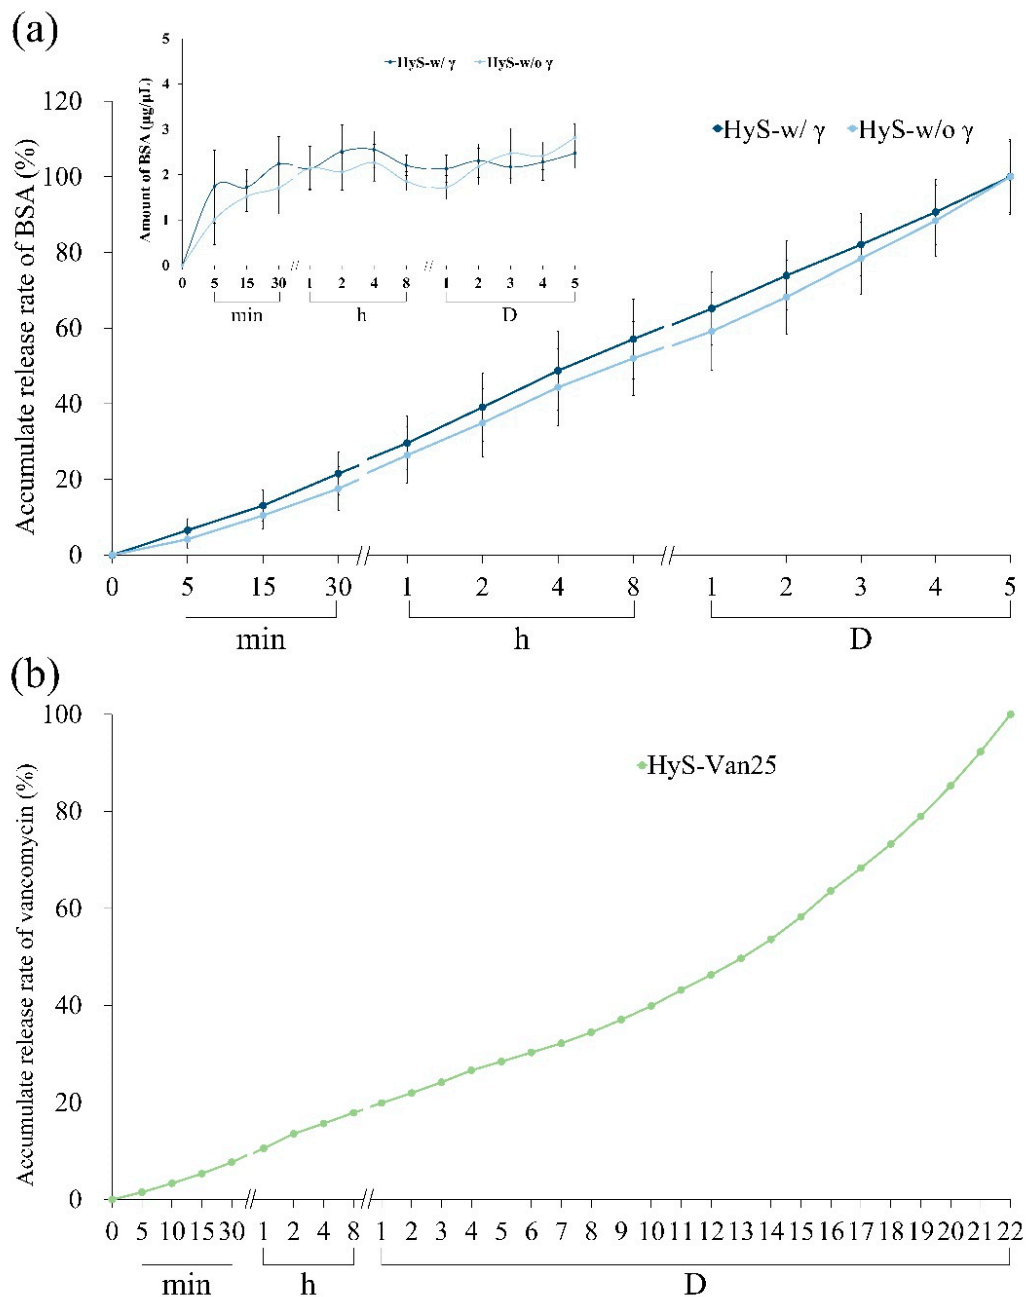 (a)
5
4
3
2
1
0
Amount of BSA (µg/µL)
HyS-w/ γ HyS-w/o γ
0 5 15 30 1 2 4 8 1 2 3 4 5
min h D
120
100
80
60
40
20
0
Accumulate release rate of BSA (%)
HyS-w/ γ HyS-w/o γ
0 5 15 30 1 2 4 8 1 2 3 4 5
min h D
(b)
100
80
60
40
20
0
Accumulate release rate of vancomycin (%)
HyS-Van25
0 5 10 15 30 1 2 4 8 1 2 3 4 5 6 7 8 9 10 11 12 13 14 15 16 17 18 19 20 21 22
min h D